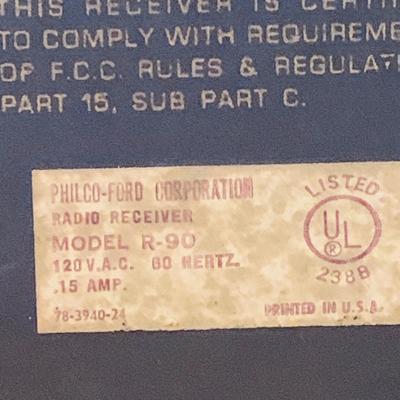 THIS RECEIVER IS CERTI
TO COMPLY WITH REQUIREME
OF F.C.C. RULES & REGULAT
PART 15, SUB PART C.
PHILCO-FORD CORPORATION
RADIO RECEIVER
MODEL R-90
120 V.A.C. 60 HERTZ.
.15 AMP.
78-3940-24
LISTED
UL
®
238B
PRINTED IN U.S.A.